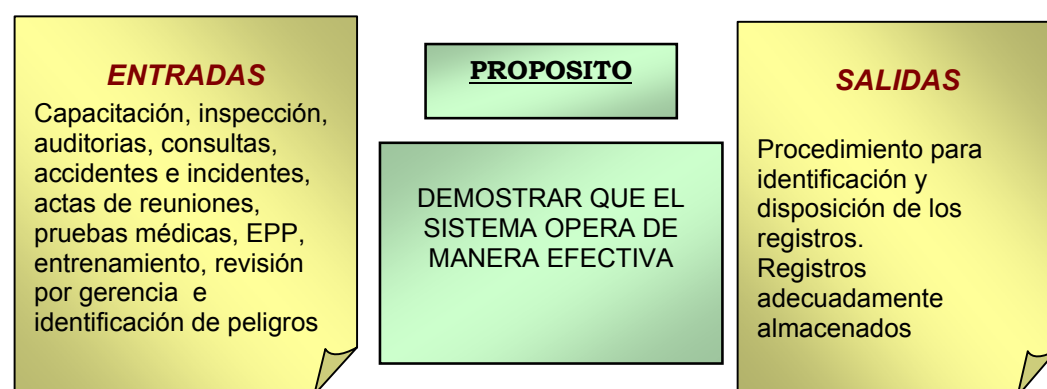 ENTRADAS
Capacitación, inspección,
auditorias, consultas,
accidentes e incidentes,
actas de reuniones,
pruebas médicas, EPP,
entrenamiento, revisión
por gerencia e
identificación de peligros
PROPOSITO
DEMOSTRAR QUE EL
SISTEMA OPERA DE
MANERA EFECTIVA
SALIDAS
Procedimiento para
identificación y
disposición de los
registros.
Registros
adecuadamente
almacenados